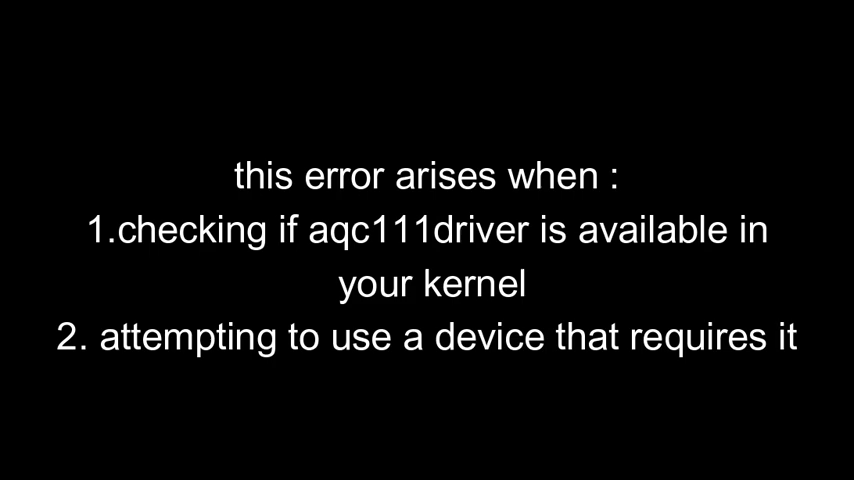 this error arises when :
1.checking if aqc111driver is available in
your kernel
2. attempting to use a device that requires it